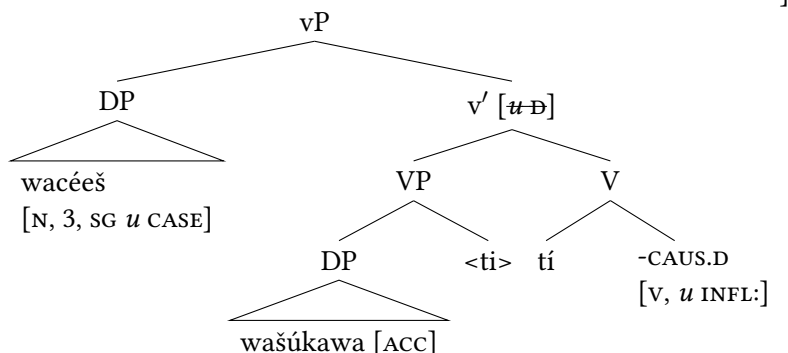 ]
vP
DP v′ [u D]
wacéeš VP V
[N, 3, SG u CASE]
DP <ti> tí -CAUS.D
[V, u INFL:]
wašúkawa [ACC]